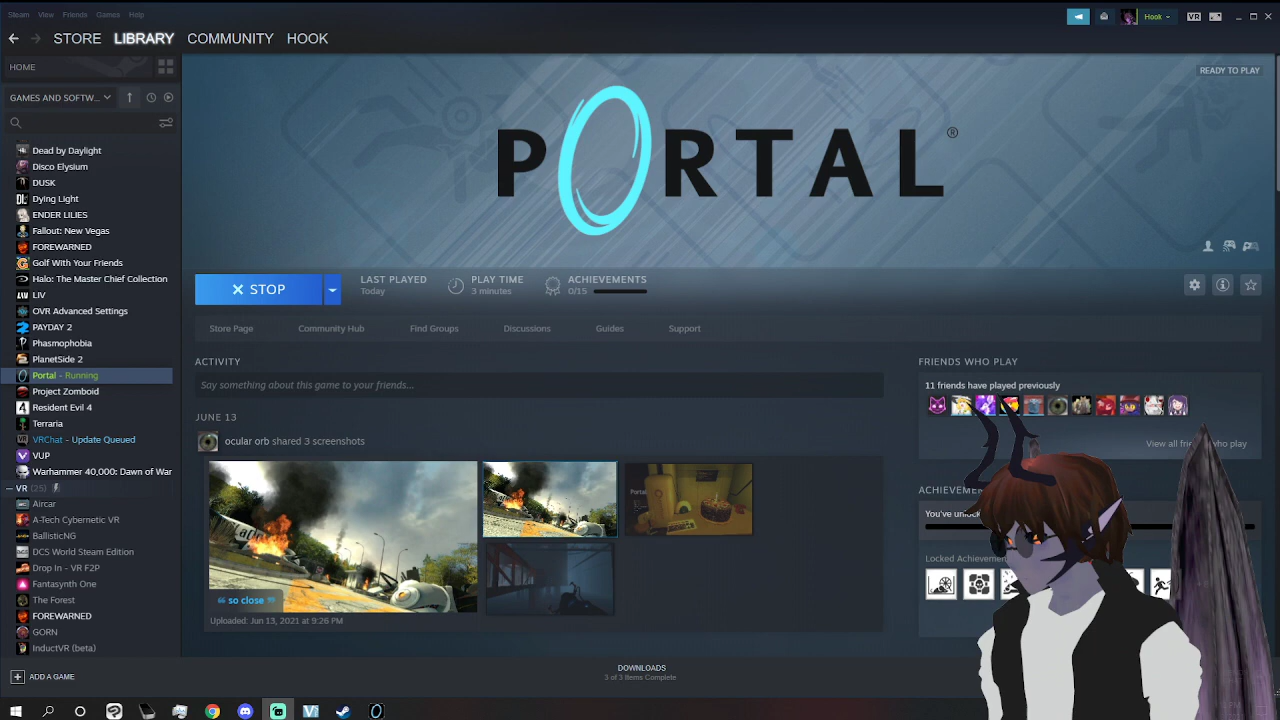 Steam View Friends Games Help
Hook
VR
STORE LIBRARY COMMUNITY HOOK
HOME
READY TO PLAY
PORTAL®
GAMES AND SOFTW...
Dead by Daylight
Disco Elysium
DUSK
Dying Light
ENDER LILIES
Fallout: New Vegas
FOREWARNED
Golf With Your Friends
Halo: The Master Chief Collection
LIV
OVR Advanced Settings
PAYDAY 2
Phasmophobia
PlanetSide 2
Portal - Running
Project Zomboid
Resident Evil 4
Terraria
VRChat - Update Queued
VUP
Warhammer 40,000: Dawn of War
VR (25)
Aircar
A-Tech Cybernetic VR
BallisticNG
DCS World Steam Edition
Drop In - VR F2P
Fantasynth One
The Forest
FOREWARNED
GORN
InductVR (beta)
ADD A GAME
STOP
LAST PLAYED
Today
PLAY TIME
3 minutes
ACHIEVEMENTS
0/15
Store Page Community Hub Find Groups Discussions Guides Support
ACTIVITY
Say something about this game to your friends...
JUNE 13
ocular orb shared 3 screenshots
Portal
❝ so close ❞
Uploaded: Jun 13, 2021 at 9:26 PM
FRIENDS WHO PLAY
11 friends have played previously
View all play
You've
Locked
DOWNLOADS
3 of 3 Items Complete